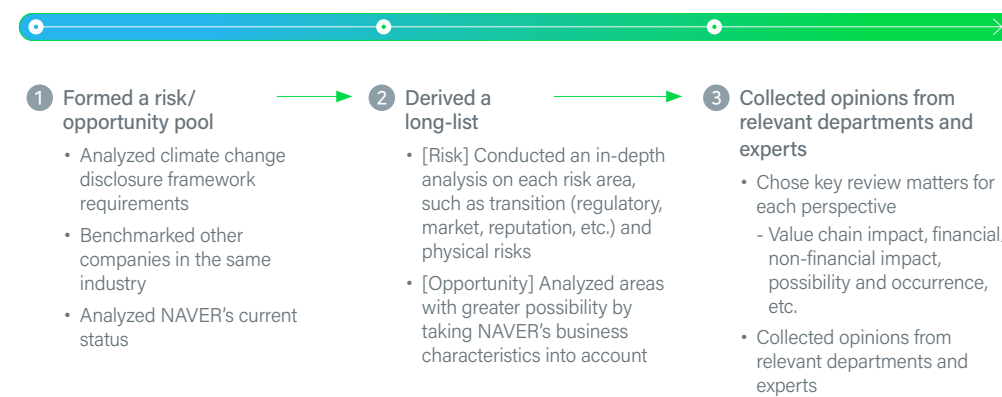 1 Formed a risk/
opportunity pool
• Analyzed climate change
disclosure framework
requirements
• Benchmarked other
companies in the same
industry
• Analyzed NAVER's current
status
2 Derived a
long-list
• [Risk] Conducted an in-depth
analysis on each risk area,
such as transition (regulatory,
market, reputation, etc.) and
physical risks
• [Opportunity] Analyzed areas
with greater possibility by
taking NAVER's business
characteristics into account
3 Collected opinions from
relevant departments and
experts
• Chose key review matters for
each perspective
- Value chain impact, financial,
non-financial impact,
possibility and occurrence,
etc.
• Collected opinions from
relevant departments and
experts